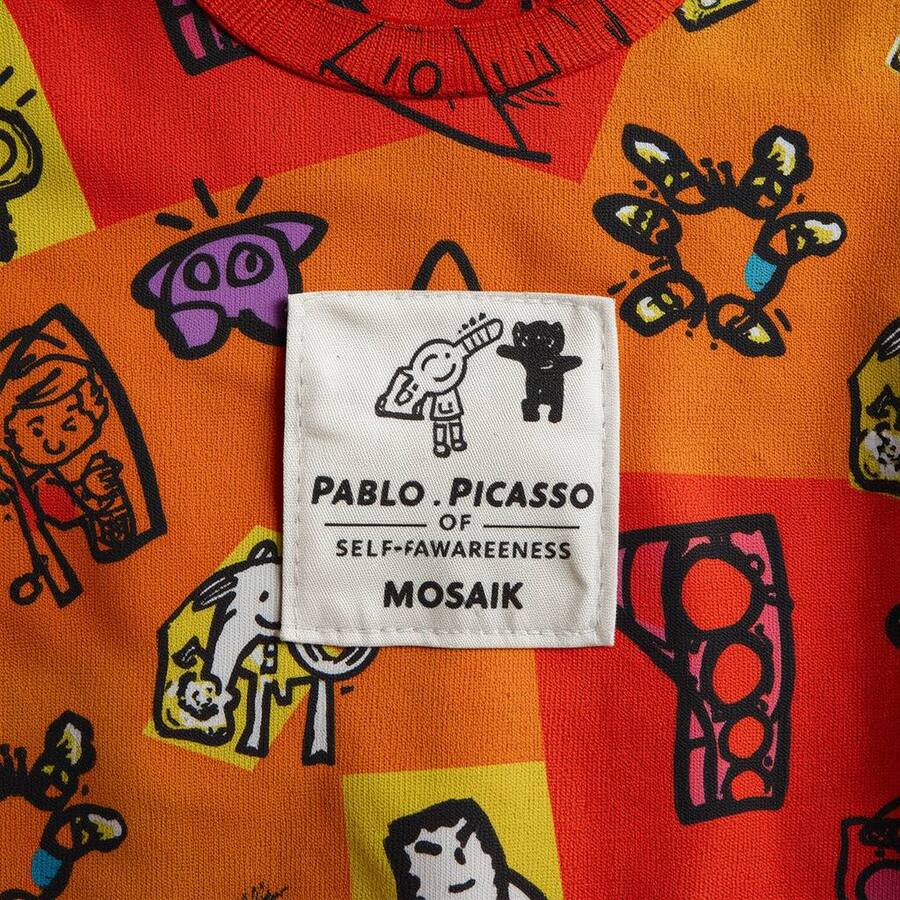 PABLO . PICASSO
OF
SELF-FAWAREENESS
MOSAIK